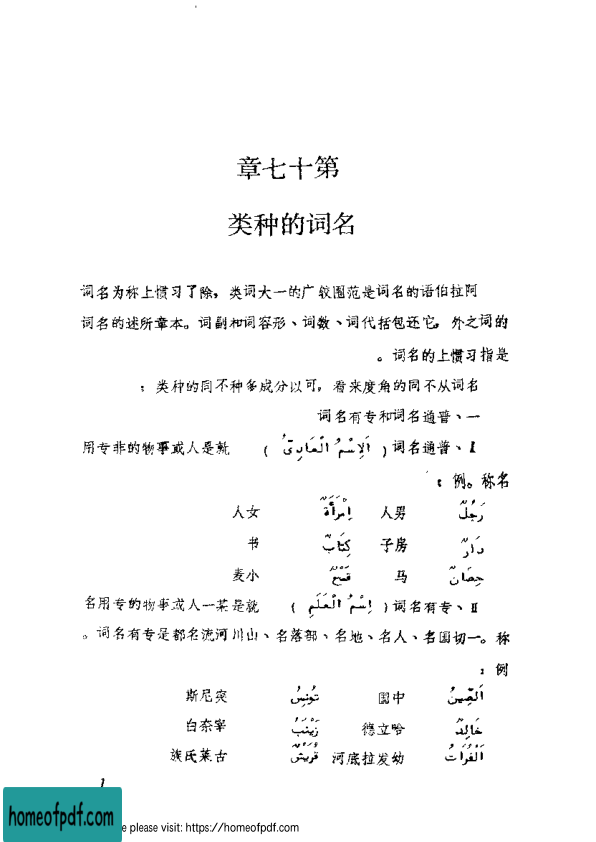 第十七章
名词的种类
阿拉伯语的名词是范围较广的一大词类，除了习惯上称为名词
的词之外，它还包括代词、数词、形容词和副词。本章所述的名词
是指习惯上的名词。
名词从不同的角度来看，可以分成多种不同的种类：
一、普通名词和专有名词
Ⅰ、普通名词（اَلاِسْمُ الْعَادِيُّ）就是人或事物的非专用
名称。例：
رَجُلٌ 男人 اِمْرَأَةٌ 女人
دَارٌ 房子 كِتَابٌ 书
حِصَانٌ 马 قَمْحٌ 小麦
Ⅱ、专有名词（اِسْمُ الْعَلَمِ）就是某一人或事物的专用名
称。一切国名、人名、地名、部落名、山川河流名都是专有名词。
例：
اَلصِّينُ 中国 تُونِسُ 突尼斯
خَالِدٌ 哈立德 زَيْنَبُ 宰奈白
اَلْفُرَاتُ 幼发拉底河 قُرَيْشٌ 古莱氏族
1
homeofpdf.com
please visit: https://homeofpdf.com